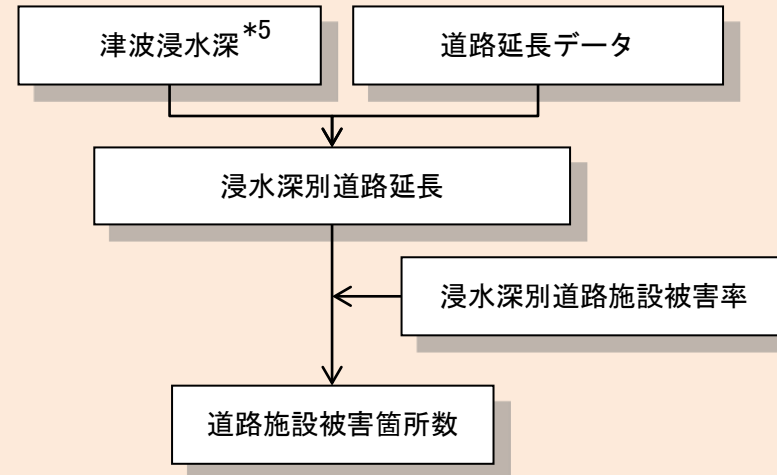 津波浸水深*5
道路延長データ
浸水深別道路延長
浸水深別道路施設被害率
道路施設被害箇所数